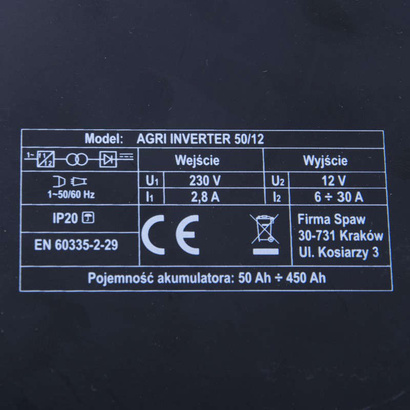 Model: AGRI INVERTER 50/12
1~
Wejście Wyjście
U1 230 V U2 12 V
1~50/60 Hz I1 2,8 A I2 6 ÷ 30 A
IP20
CE
Firma Spaw
30-731 Kraków
Ul. Kosiarzy 3
EN 60335-2-29
Pojemność akumulatora: 50 Ah ÷ 450 Ah